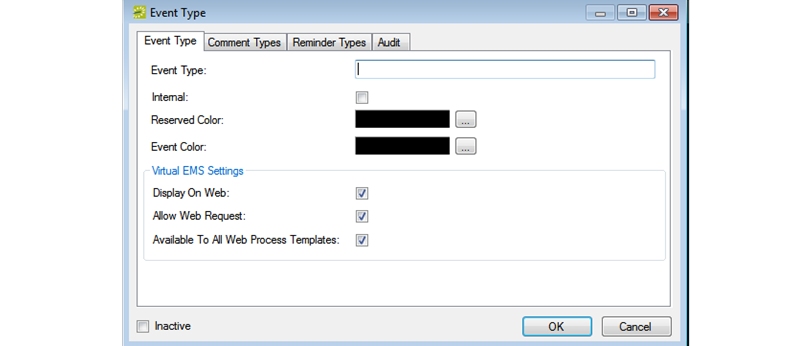 Event Type
Event Type Comment Types Reminder Types Audit
Event Type:
Internal:
Reserved Color:
...
Event Color:
...
Virtual EMS Settings
Display On Web:
Allow Web Request:
Available To All Web Process Templates:
Inactive OK Cancel